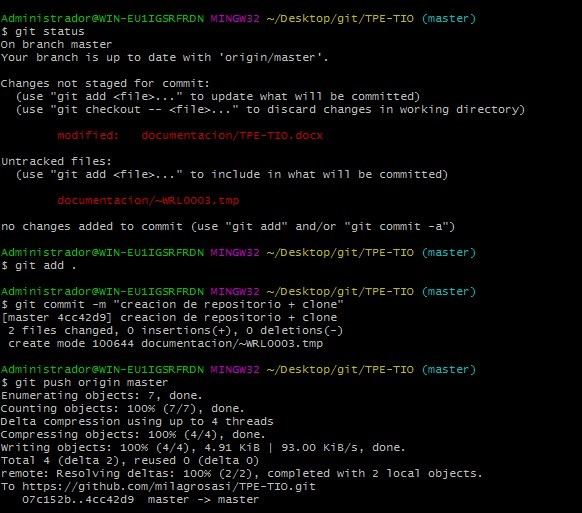 Administrador@WIN-EU1IGSRFRDN MINGW32 ~/Desktop/git/TPE-TIO (master)
$ git status
On branch master
Your branch is up to date with 'origin/master'.
Changes not staged for commit:
(use "git add <file>..." to update what will be committed)
(use "git checkout -- <file>..." to discard changes in working directory)
modified: documentacion/TPE-TIO.docx
Untracked files:
(use "git add <file>..." to include in what will be committed)
documentacion/~WRL0003.tmp
no changes added to commit (use "git add" and/or "git commit -a")
Administrador@WIN-EU1IGSRFRDN MINGW32 ~/Desktop/git/TPE-TIO (master)
$ git add .
Administrador@WIN-EU1IGSRFRDN MINGW32 ~/Desktop/git/TPE-TIO (master)
$ git commit -m "creacion de repositorio + clone"
[master 4cc42d9] creacion de repositorio + clone
2 files changed, 0 insertions(+), 0 deletions(-)
create mode 100644 documentacion/~WRL0003.tmp
Administrador@WIN-EU1IGSRFRDN MINGW32 ~/Desktop/git/TPE-TIO (master)
$ git push origin master
Enumerating objects: 7, done.
Counting objects: 100% (7/7), done.
Delta compression using up to 4 threads
Compressing objects: 100% (4/4), done.
Writing objects: 100% (4/4), 4.91 KiB | 93.00 KiB/s, done.
Total 4 (delta 2), reused 0 (delta 0)
remote: Resolving deltas: 100% (2/2), completed with 2 local objects.
To https://github.com/milagrosasi/TPE-TIO.git
07c152b..4cc42d9 master -> master